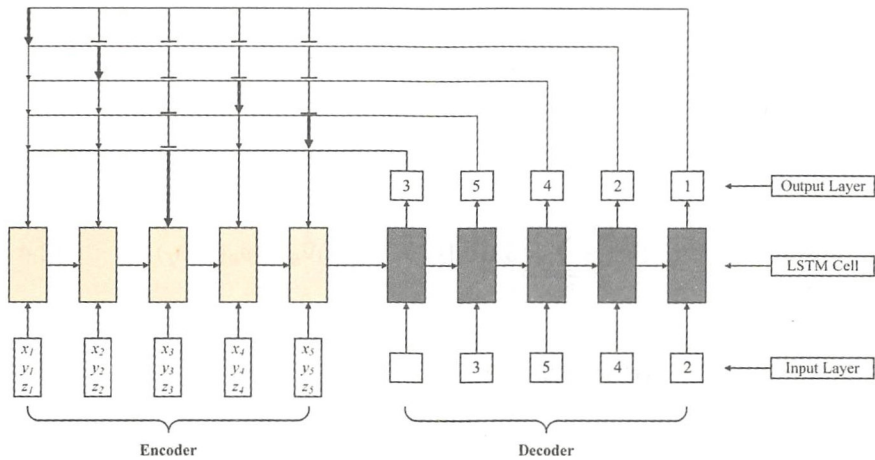 3 5 4 2 1
Output Layer
LSTM Cell
x₁ x₂ x₃ x₄ x₅
y₁ y₂ y₃ y₄ y₅
z₁ z₂ z₃ z₄ z₅
3 5 4 2
Input Layer
Encoder
Decoder